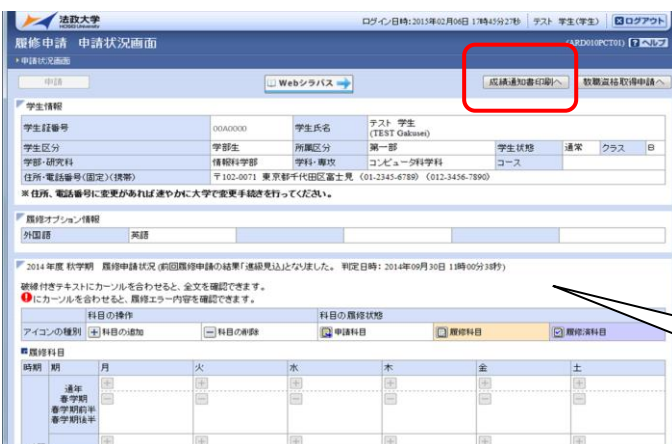 法政大学
HOSEI University
ログイン日時：2015年02月06日 17時45分27秒 テスト 学生(学生) ログアウト
履修申請 申請状況画面 (ARD010PCT01) ヘルプ
申請状況画面
申請 Webシラバス 成績通知書印刷へ 教職資格取得申請へ
学生情報
学生証番号 00A0000 学生氏名 テスト 学生
(TEST Gakusei)
学生区分 学部生 所属区分 第一部 学生状態 通常 クラス B
学部・研究科 情報科学部 学科・専攻 コンピュータ科学科 コース
住所・電話番号(固定)(携帯) 〒102-0071 東京都千代田区富士見 (01-2345-6789) (012-3456-7890)
※住所、電話番号に変更があれば速やかに大学で変更手続きを行ってください。
履修オプション情報
外国語 英語
2014 年度 秋学期 履修申請状況(前回履修申請の結果「進級見込」となりました。 判定日時：2014年09月30日 11時00分38秒)
破線付きテキストにカーソルを合わせると、全文を確認できます。
にカーソルを合わせると、履修エラー内容を確認できます。
科目の操作 科目の履修状態
アイコンの種別 科目の追加 科目の削除 申請科目 履修科目 履修済科目
履修科目
時期 期 月 火 水 木 金 土
通年
春学期
春学期前半
春学期後半